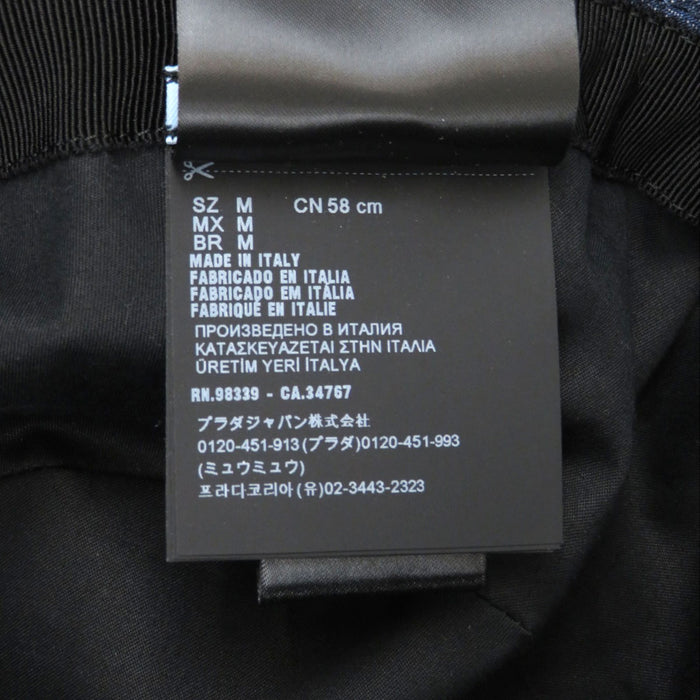 SZ M CN 58 cm
MX M
BR M
MADE IN ITALY
FABRICADO EN ITALIA
FABRICADO EM ITÁLIA
FABRIQUÉ EN ITALIE
ПРОИЗВЕДЕНО В ИТАЛИЯ
ΚΑΤΑΣΚΕΥΑΖΕΤΑΙ ΣΤΗΝ ΙΤΑΛΙΑ
ÜRETİM YERİ İTALYA
RN.98339 - CA.34767
プラダジャパン株式会社
0120-451-913(プラダ)0120-451-993
(ミュウミュウ)
프라다코리아(유)02-3443-2323